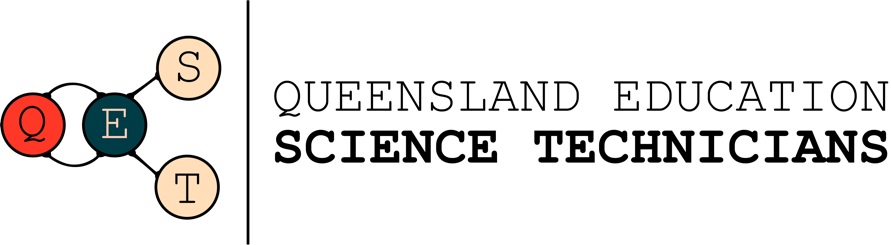 Q E S T
QUEENSLAND EDUCATION
SCIENCE TECHNICIANS